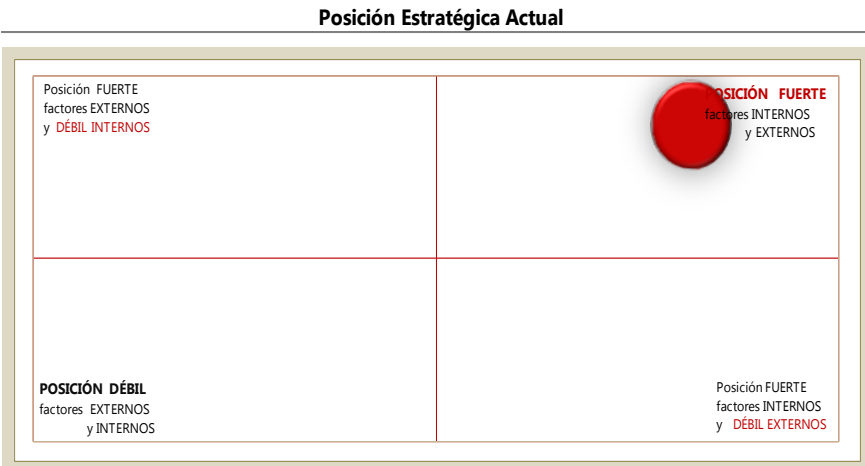 Posición Estratégica Actual
Posición FUERTE
factores EXTERNOS
y DÉBIL INTERNOS
POSICIÓN FUERTE
factores INTERNOS
y EXTERNOS
POSICIÓN DÉBIL
factores EXTERNOS
y INTERNOS
Posición FUERTE
factores INTERNOS
y DÉBIL EXTERNOS